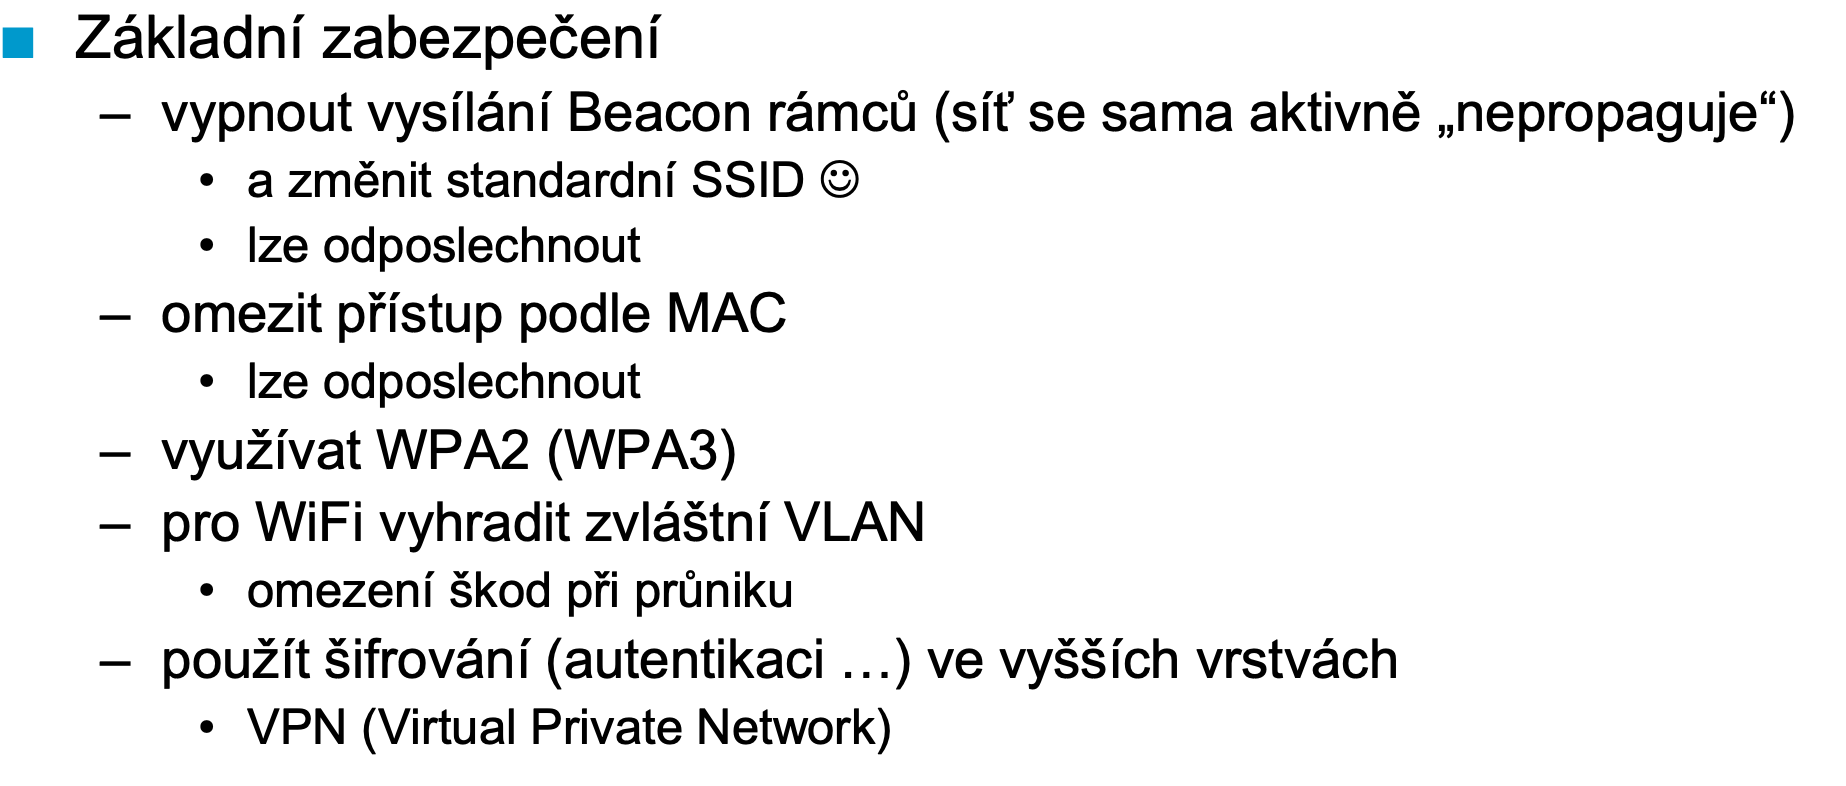 Základní zabezpečení
– vypnout vysílání Beacon rámců (síť se sama aktivně „nepropaguje“)
• a změnit standardní SSID ☺
• lze odposlechnout
– omezit přístup podle MAC
• lze odposlechnout
– využívat WPA2 (WPA3)
– pro WiFi vyhradit zvláštní VLAN
• omezení škod při průniku
– použít šifrování (autentikaci …) ve vyšších vrstvách
• VPN (Virtual Private Network)